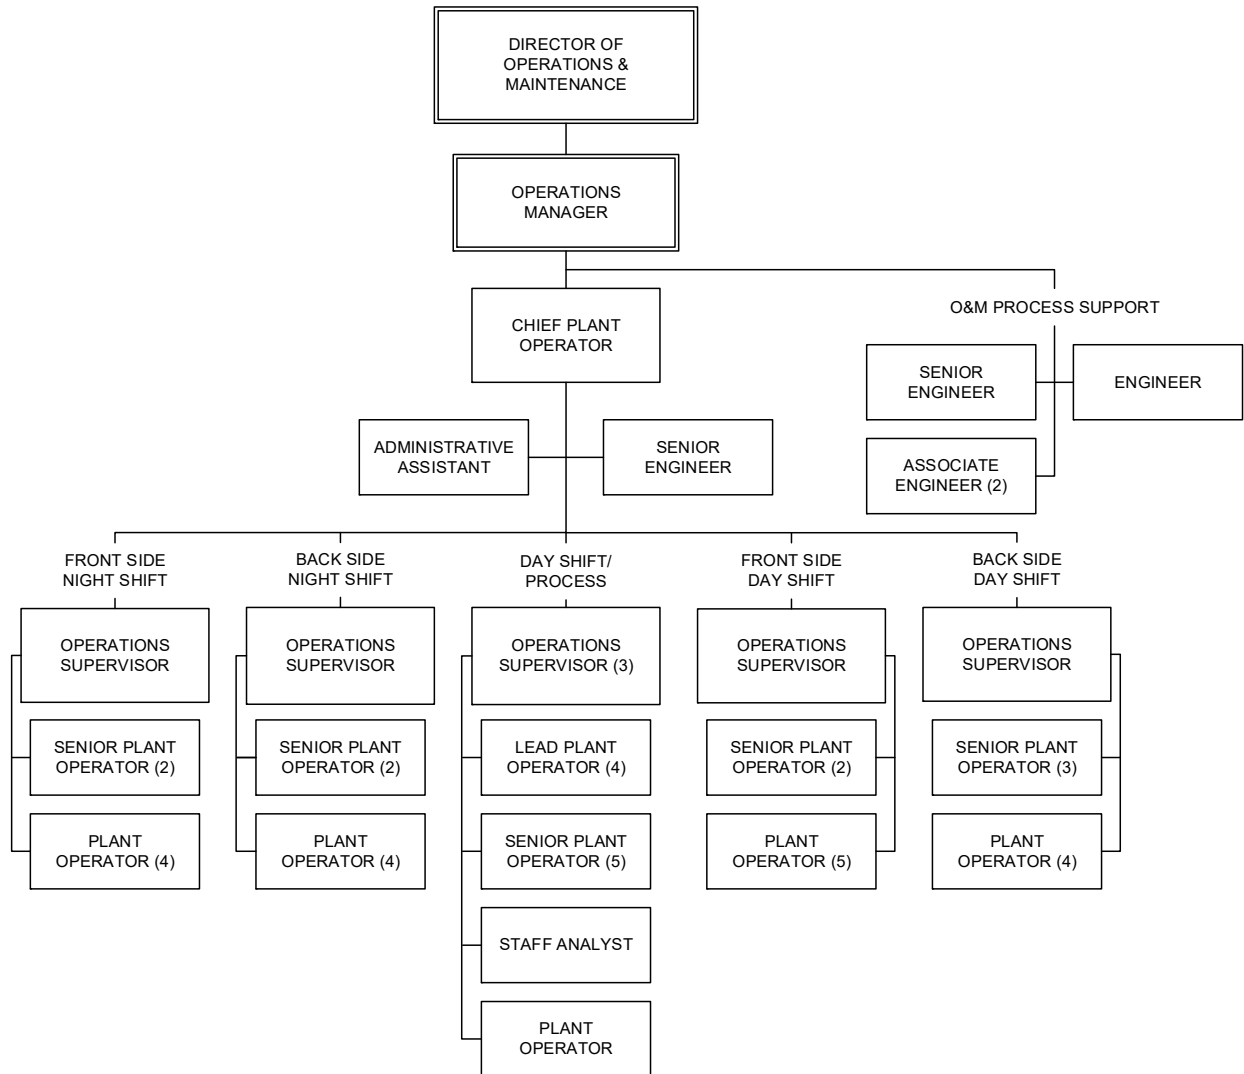 DIRECTOR OF
OPERATIONS &
MAINTENANCE
OPERATIONS
MANAGER
CHIEF PLANT
OPERATOR
O&M PROCESS SUPPORT
SENIOR
ENGINEER
ENGINEER
ASSOCIATE
ENGINEER (2)
ADMINISTRATIVE
ASSISTANT
SENIOR
ENGINEER
FRONT SIDE
NIGHT SHIFT
OPERATIONS
SUPERVISOR
SENIOR PLANT
OPERATOR (2)
PLANT
OPERATOR (4)
BACK SIDE
NIGHT SHIFT
OPERATIONS
SUPERVISOR
SENIOR PLANT
OPERATOR (2)
PLANT
OPERATOR (4)
DAY SHIFT/
PROCESS
OPERATIONS
SUPERVISOR (3)
LEAD PLANT
OPERATOR (4)
SENIOR PLANT
OPERATOR (5)
STAFF ANALYST
PLANT
OPERATOR
FRONT SIDE
DAY SHIFT
OPERATIONS
SUPERVISOR
SENIOR PLANT
OPERATOR (2)
PLANT
OPERATOR (5)
BACK SIDE
DAY SHIFT
OPERATIONS
SUPERVISOR
SENIOR PLANT
OPERATOR (3)
PLANT
OPERATOR (4)